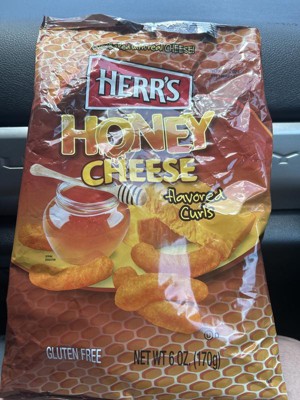 HERR'S
HONEY
CHEESE
flavored
Curls
GLUTEN FREE
NET WT 6 OZ. (170g)